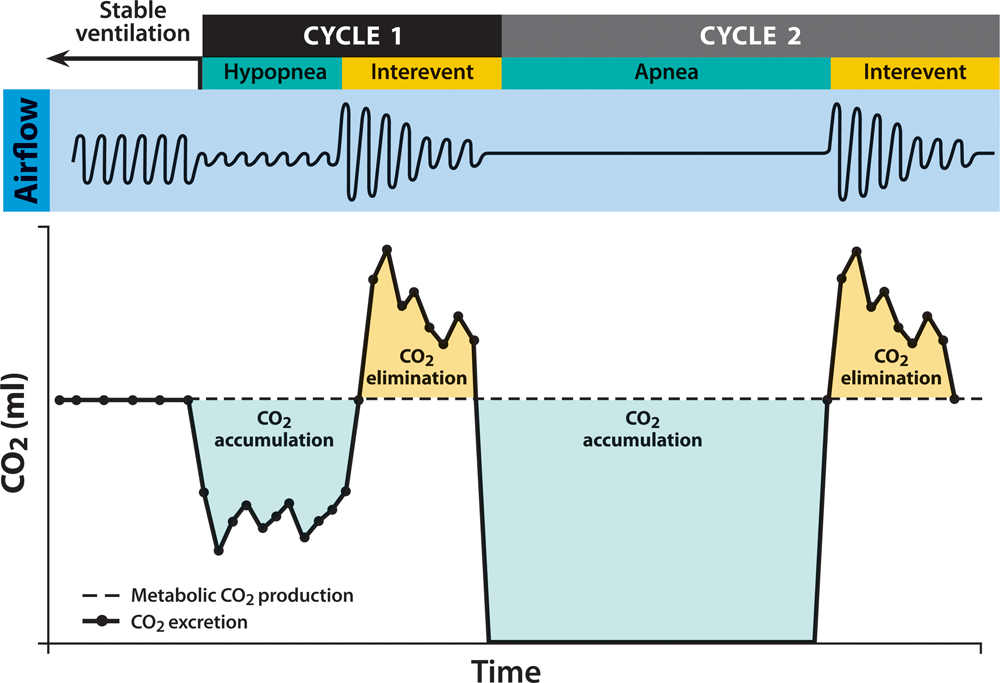 Stable
ventilation
CYCLE 1
CYCLE 2
Hypopnea
Interevent
Apnea
Interevent
Airflow
CO₂ (ml)
CO₂
elimination
CO₂
accumulation
CO₂
accumulation
CO₂
elimination
Metabolic CO₂ production
CO₂ excretion
Time